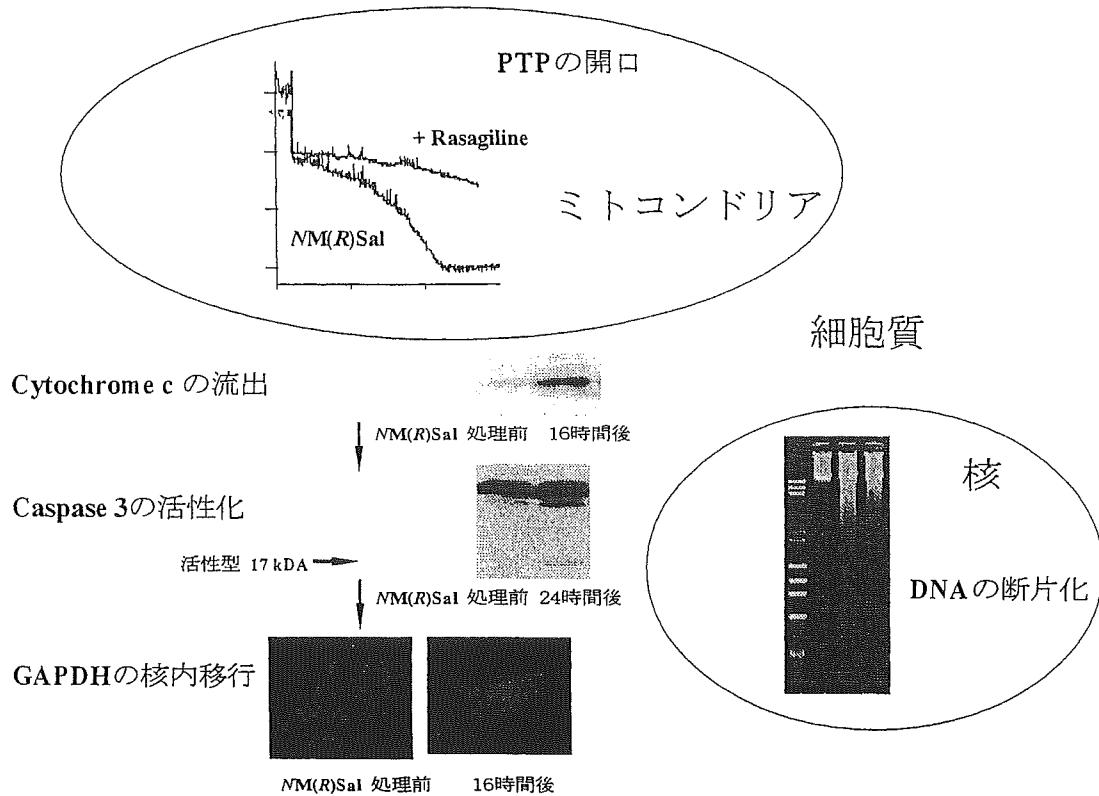 PTPの開口
+ Rasagiline
ミトコンドリア
NM(R)Sal
細胞質
Cytochrome c の流出
NM(R)Sal 処理前 16時間後
核
Caspase 3の活性化
活性型 17 kDA
DNAの断片化
NM(R)Sal 処理前 24時間後
GAPDHの核内移行
NM(R)Sal 処理前 16時間後